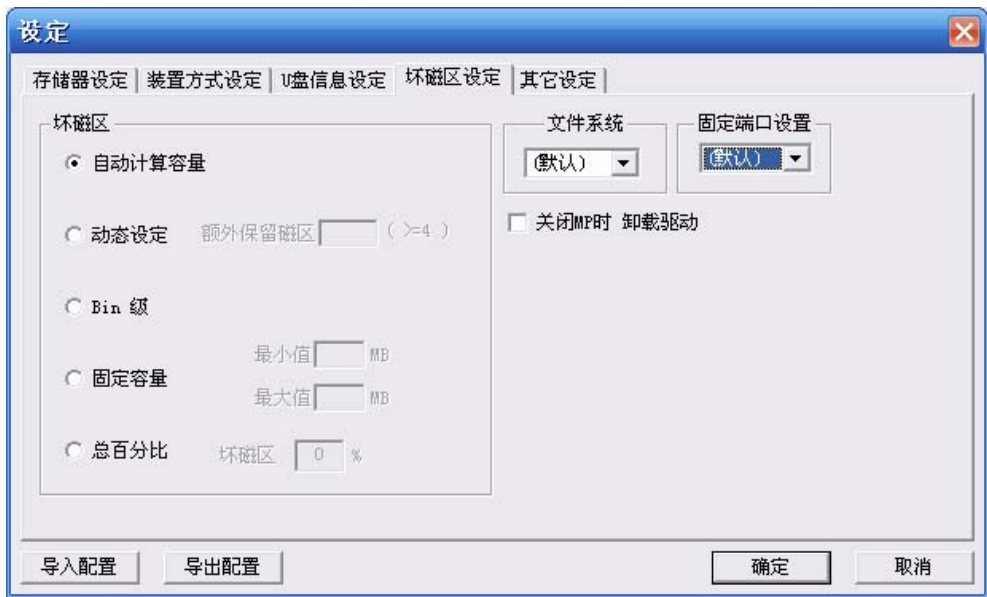 设定
存储器设定 装置方式设定 U盘信息设定 坏磁区设定 其它设定
坏磁区
自动计算容量
动态设定 额外保留磁区 ( >=4 )
Bin 级
固定容量
最小值 MB
最大值 MB
总百分比 坏磁区 0 %
文件系统
(默认)
固定端口设置
(默认)
关闭MP时 卸载驱动
导入配置 导出配置 确定 取消